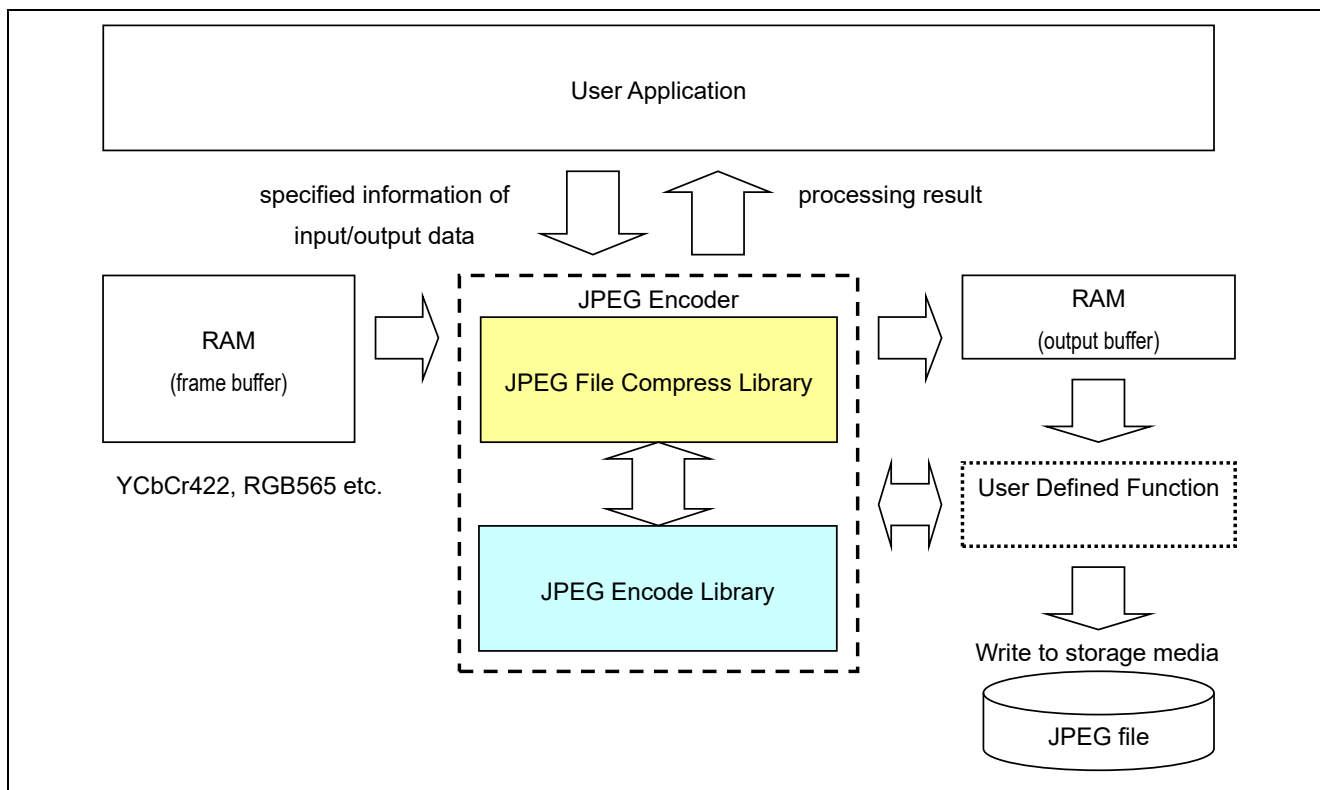 User Application
specified information of
input/output data
processing result
JPEG Encoder
RAM
(frame buffer)
JPEG File Compress Library
RAM
(output buffer)
YCbCr422, RGB565 etc.
User Defined Function
JPEG Encode Library
Write to storage media
JPEG file